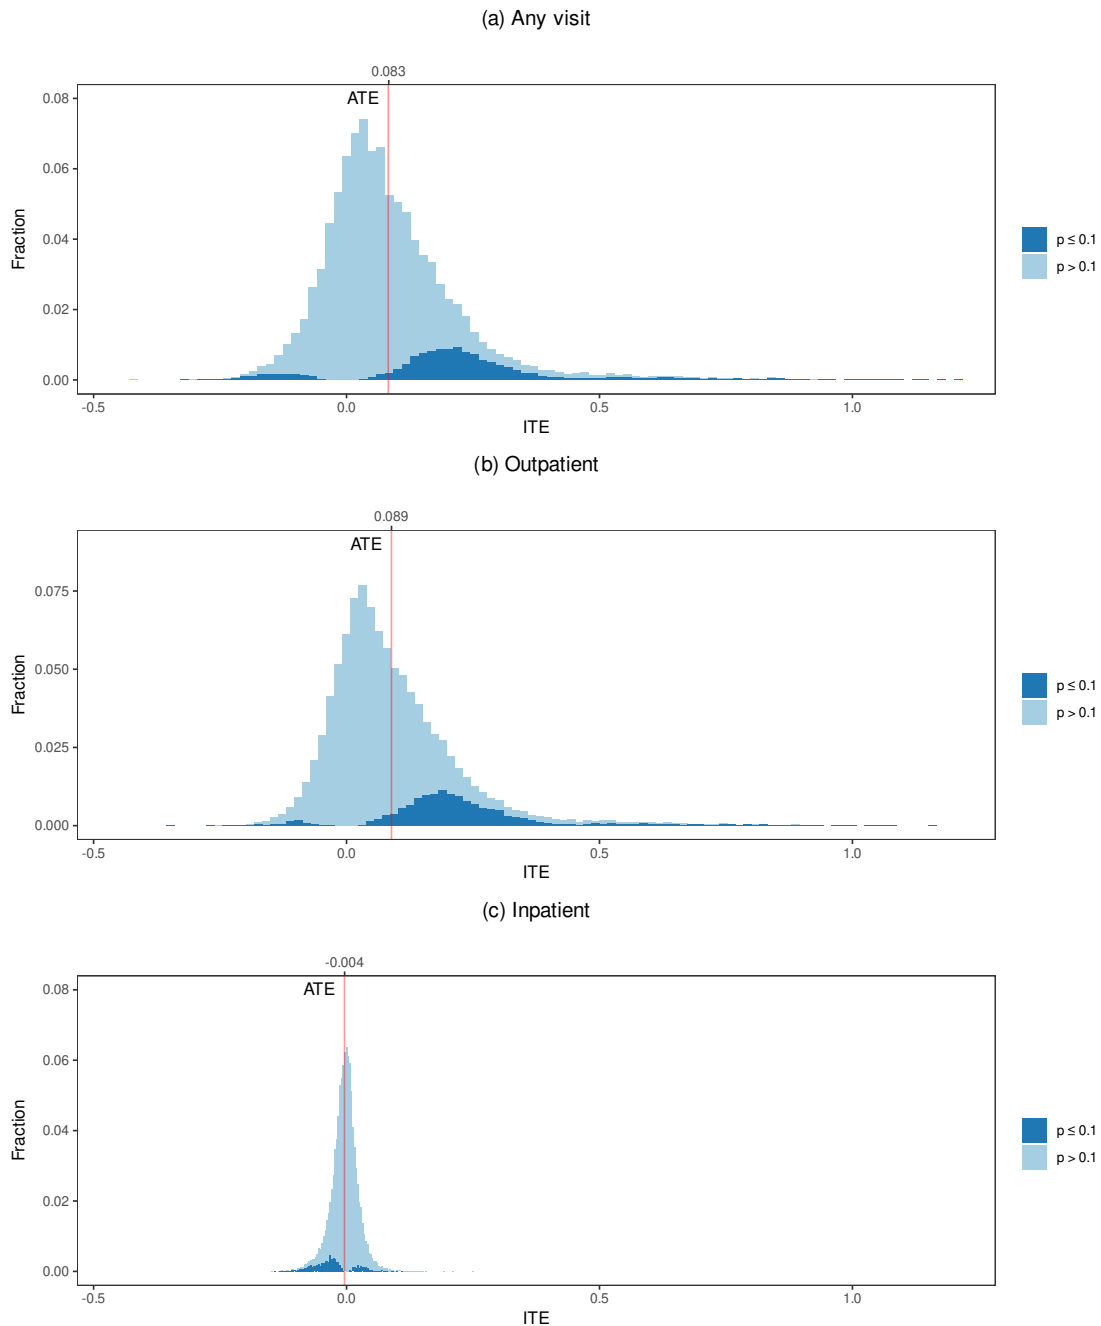 (a) Any visit
0.083
ATE
0.08
0.06
0.04
0.02
0.00
Fraction
-0.5 0.0 0.5 1.0
ITE
p ≤ 0.1
p > 0.1
(b) Outpatient
0.089
ATE
0.075
0.050
0.025
0.000
Fraction
-0.5 0.0 0.5 1.0
ITE
p ≤ 0.1
p > 0.1
(c) Inpatient
-0.004
ATE
0.08
0.06
0.04
0.02
0.00
Fraction
-0.5 0.0 0.5 1.0
ITE
p ≤ 0.1
p > 0.1